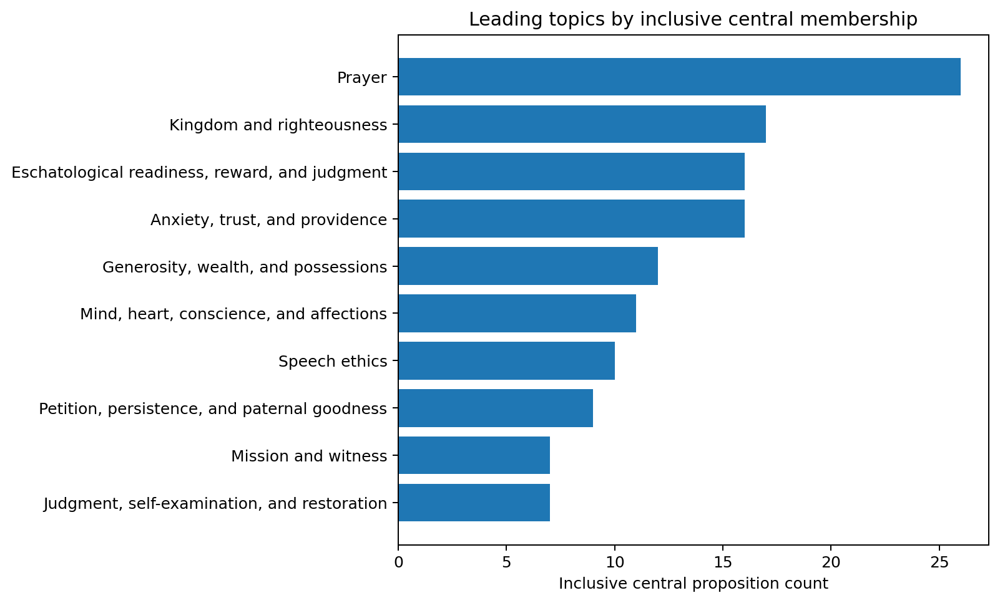 Leading topics by inclusive central membership
Prayer
Kingdom and righteousness
Eschatological readiness, reward, and judgment
Anxiety, trust, and providence
Generosity, wealth, and possessions
Mind, heart, conscience, and affections
Speech ethics
Petition, persistence, and paternal goodness
Mission and witness
Judgment, self-examination, and restoration
0 5 10 15 20 25
Inclusive central proposition count